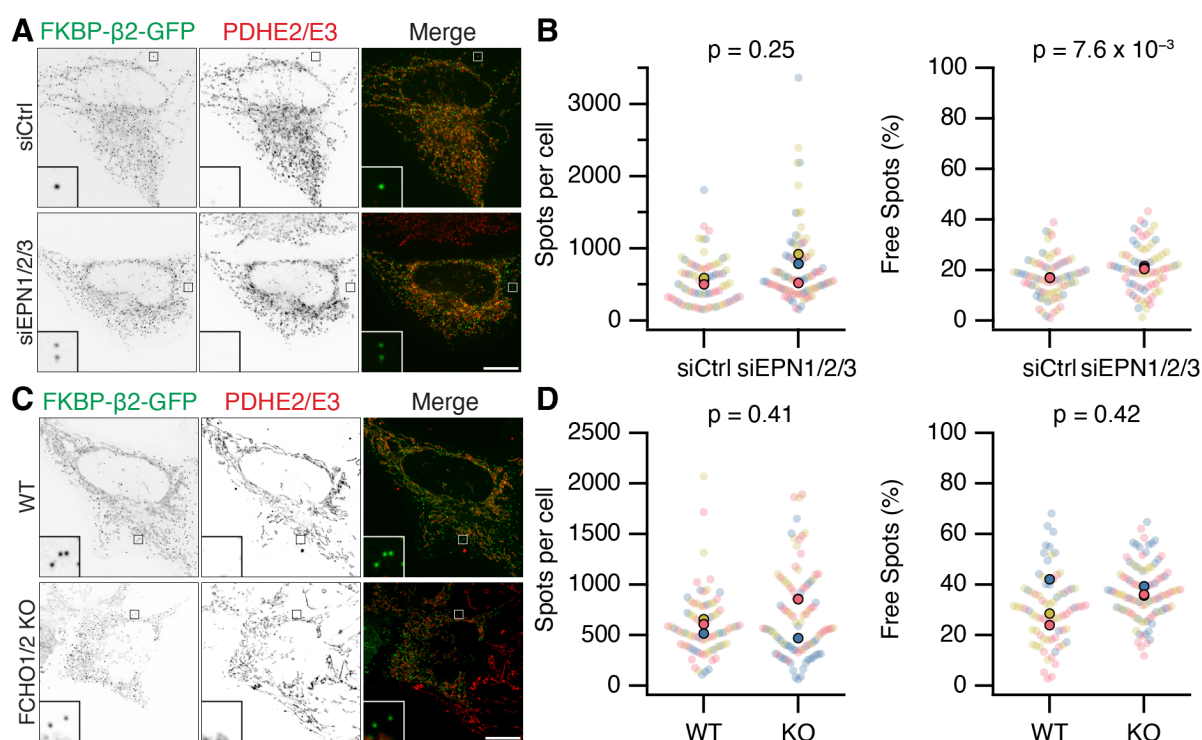 A FKBP-β2-GFP PDHE2/E3 Merge
siCtrl
siEPN1/2/3
B
p = 0.25
Spots per cell
3000
2000
1000
0
siCtrl siEPN1/2/3
p = 7.6 x 10⁻³
Free Spots (%)
100
80
60
40
20
0
siCtrl siEPN1/2/3
C FKBP-β2-GFP PDHE2/E3 Merge
WT
FCHO1/2 KO
D
p = 0.41
Spots per cell
2500
2000
1500
1000
500
0
WT KO
p = 0.42
Free Spots (%)
100
80
60
40
20
0
WT KO